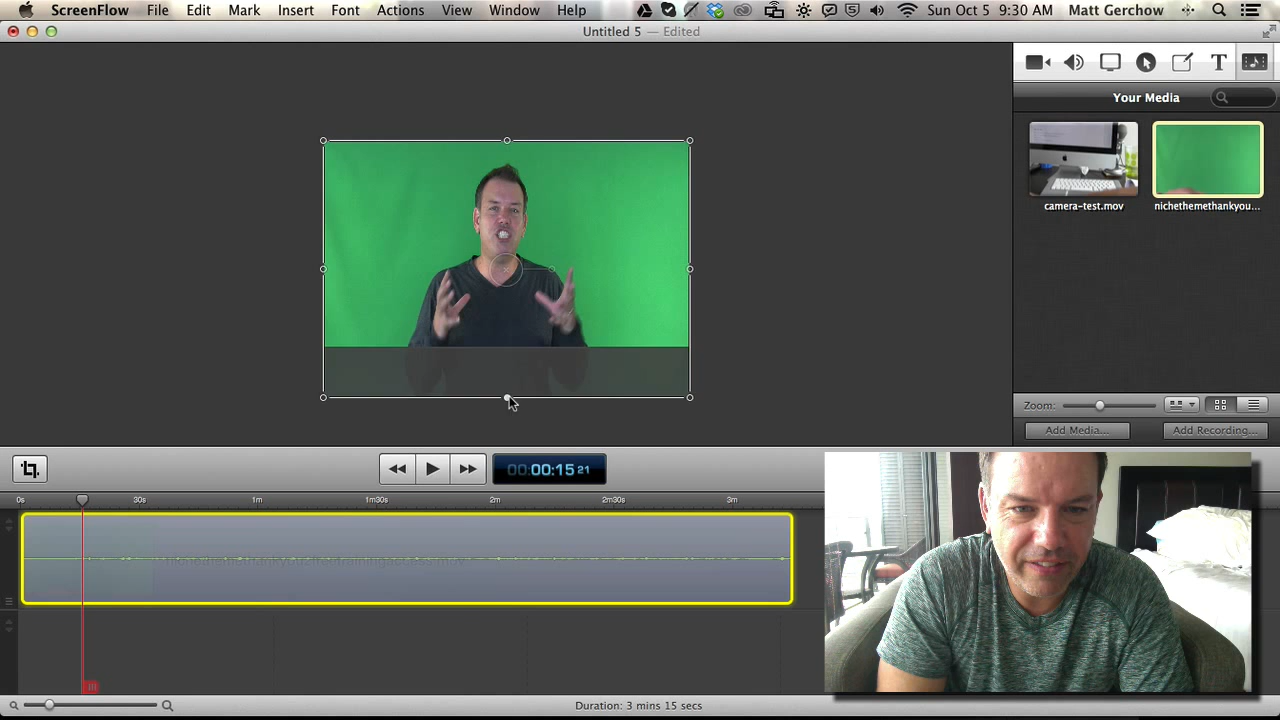 ScreenFlow File Edit Mark Insert Font Actions View Window Help Sun Oct 5 9:30 AM Matt Gerchow
Untitled 5 — Edited
T
Your Media
camera-test.mov nichethemethankyou...
Zoom:
Add Media... Add Recording...
00:00:15 21
0s 30s 1m 1m30s 2m 2m30s 3m
Duration: 3 mins 15 secs